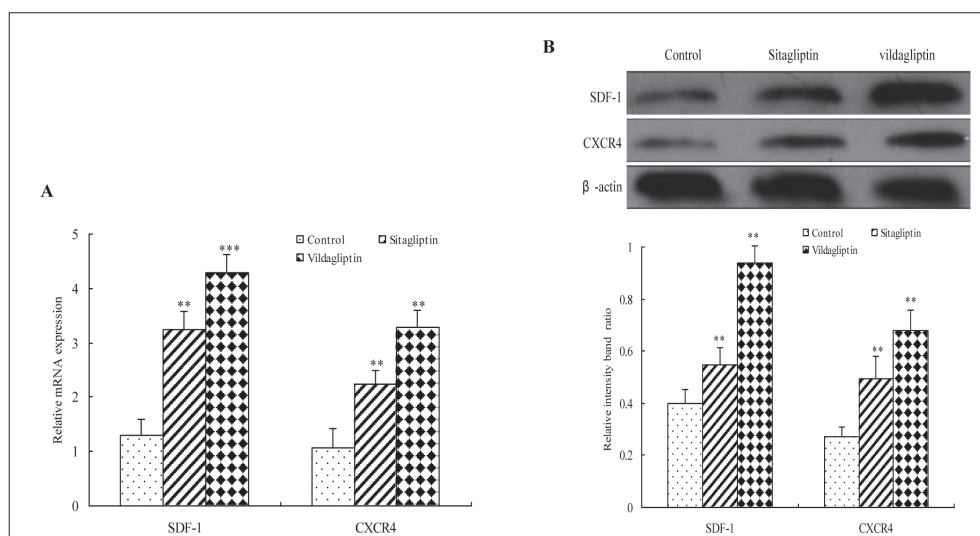 B
Control Sitagliptin vildagliptin
SDF-1
CXCR4
β -actin
A
Control Sitagliptin
Vildagliptin
Relative mRNA expression
5
4
3
2
1
0
** *** ** **
SDF-1 CXCR4
Control Sitagliptin
Vildagliptin
Relative intensity band ratio
1
0.8
0.6
0.4
0.2
0
** ** ** **
SDF-1 CXCR4